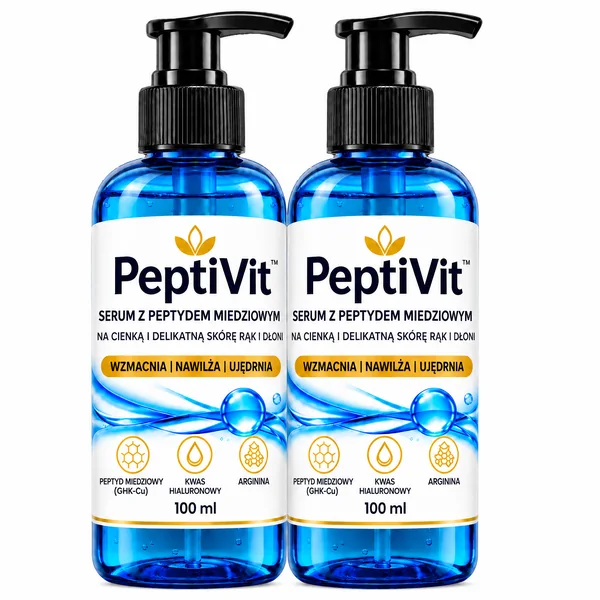 PeptiVit™
SERUM Z PEPTYDEM MIEDZIOWYM
NA CIENKĄ I DELIKATNĄ SKÓRĘ RĄK I DŁONI
WZMACNIA | NAWILŻA | UJĘDRNIA
PEPTYD MIEDZIOWY
(GHK-Cu)
KWAS
HIALURONOWY
ARGININA
100 ml
PeptiVit™
SERUM Z PEPTYDEM MIEDZIOWYM
NA CIENKĄ I DELIKATNĄ SKÓRĘ RĄK I DŁONI
WZMACNIA | NAWILŻA | UJĘDRNIA
PEPTYD MIEDZIOWY
(GHK-Cu)
KWAS
HIALURONOWY
ARGININA
100 ml